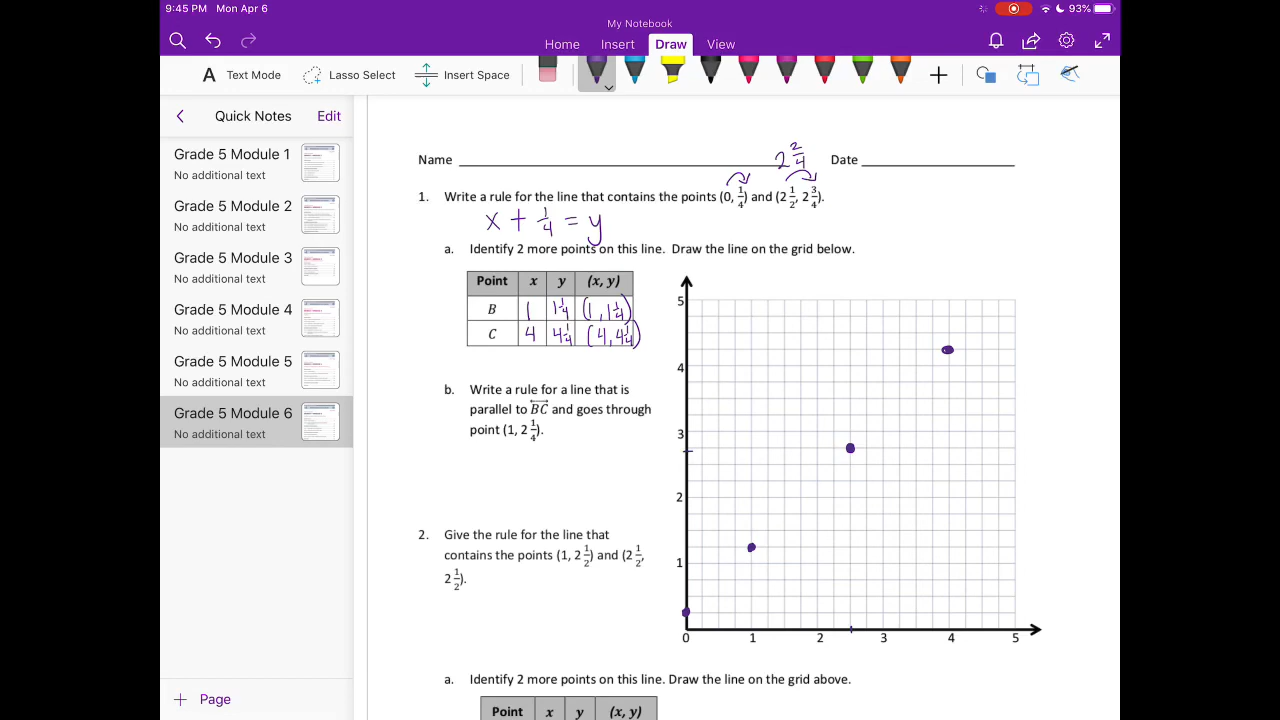 9:45 PM Mon Apr 6
93%
My Notebook
Home Insert Draw View
A Text Mode Lasso Select Insert Space
Quick Notes Edit
Grade 5 Module 1
No additional text
Grade 5 Module 2
No additional text
Grade 5 Module 3
No additional text
Grade 5 Module 4
No additional text
Grade 5 Module 5
No additional text
Grade 5 Module 6
No additional text
+ Page
2 2/4
Name Date
1. Write a rule for the line that contains the points (0, 1/4) and (2 1/2, 2 3/4).
x + 1/4 = y
a. Identify 2 more points on this line. Draw the line on the grid below.
Point x y (x, y)
B 1 1 1/4 (1, 1 1/4)
C 4 4 1/4 (4, 4 1/4)
b. Write a rule for a line that is
parallel to BC and goes through
point (1, 2 1/4).
2. Give the rule for the line that
contains the points (1, 2 1/2) and (2 1/2,
2 1/2).
5
4
3
2
1
0 1 2 3 4 5
a. Identify 2 more points on this line. Draw the line on the grid above.
Point x y (x, y)